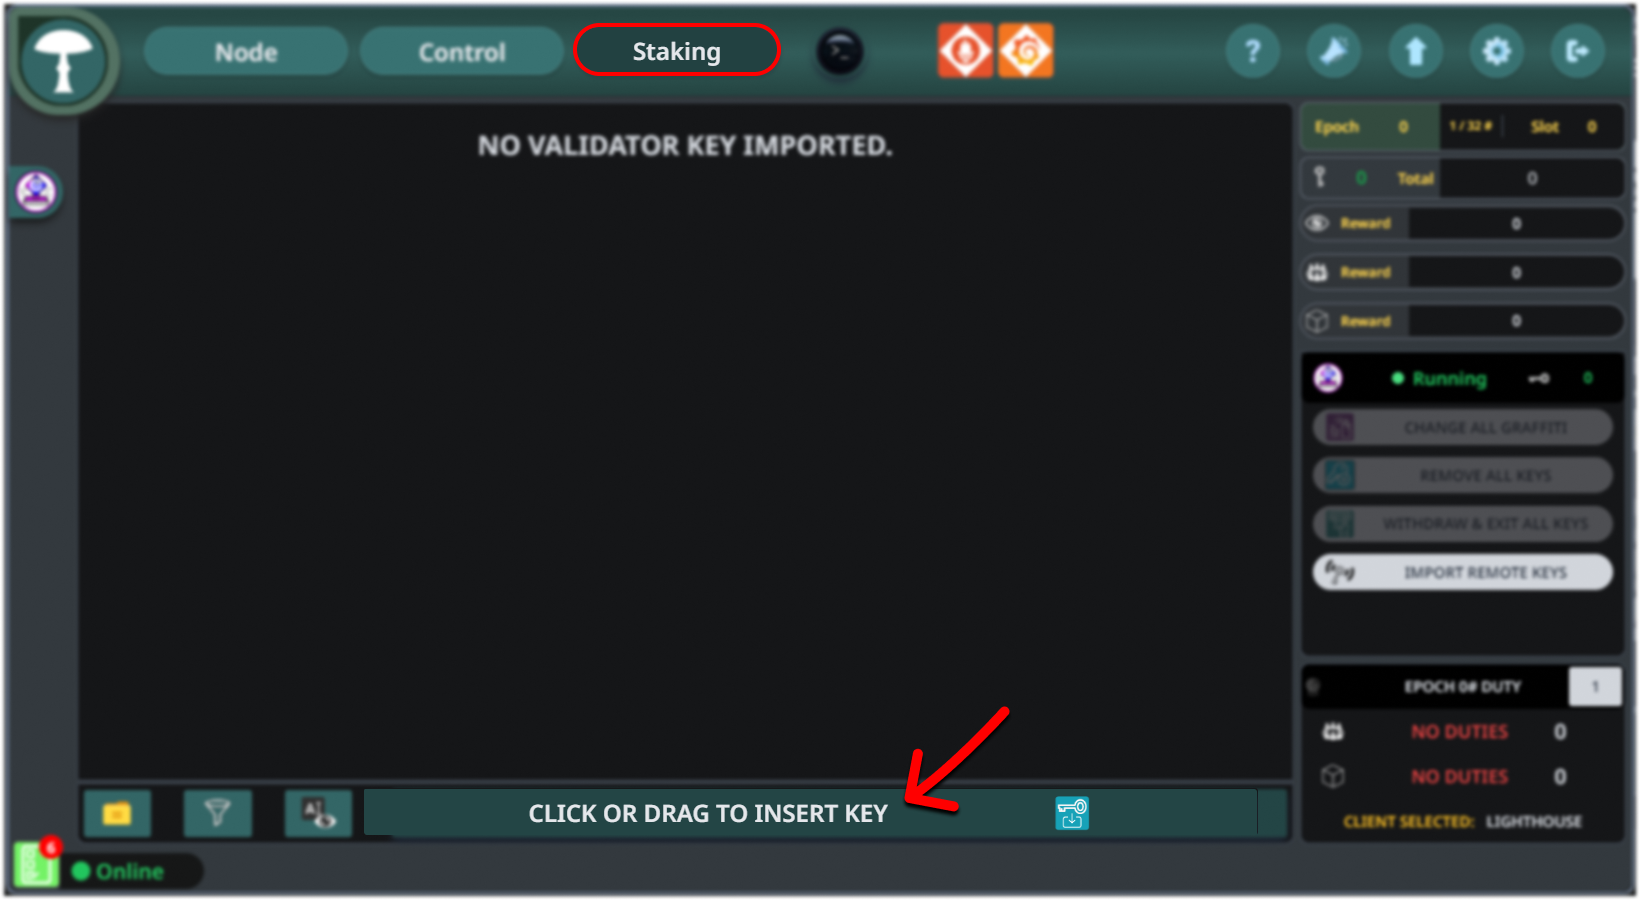 Node
Control
Staking
>_
?
NO VALIDATOR KEY IMPORTED.
Epoch 0 1 / 32 # Slot 0
0 Total 0
Reward 0
Reward 0
Reward 0
Running 0
CHANGE ALL GRAFFITI
REMOVE ALL KEYS
WITHDRAW & EXIT ALL KEYS
IMPORT REMOTE KEYS
EPOCH 0# DUTY 1
NO DUTIES 0
NO DUTIES 0
CLIENT SELECTED: LIGHTHOUSE
CLICK OR DRAG TO INSERT KEY
6
Online